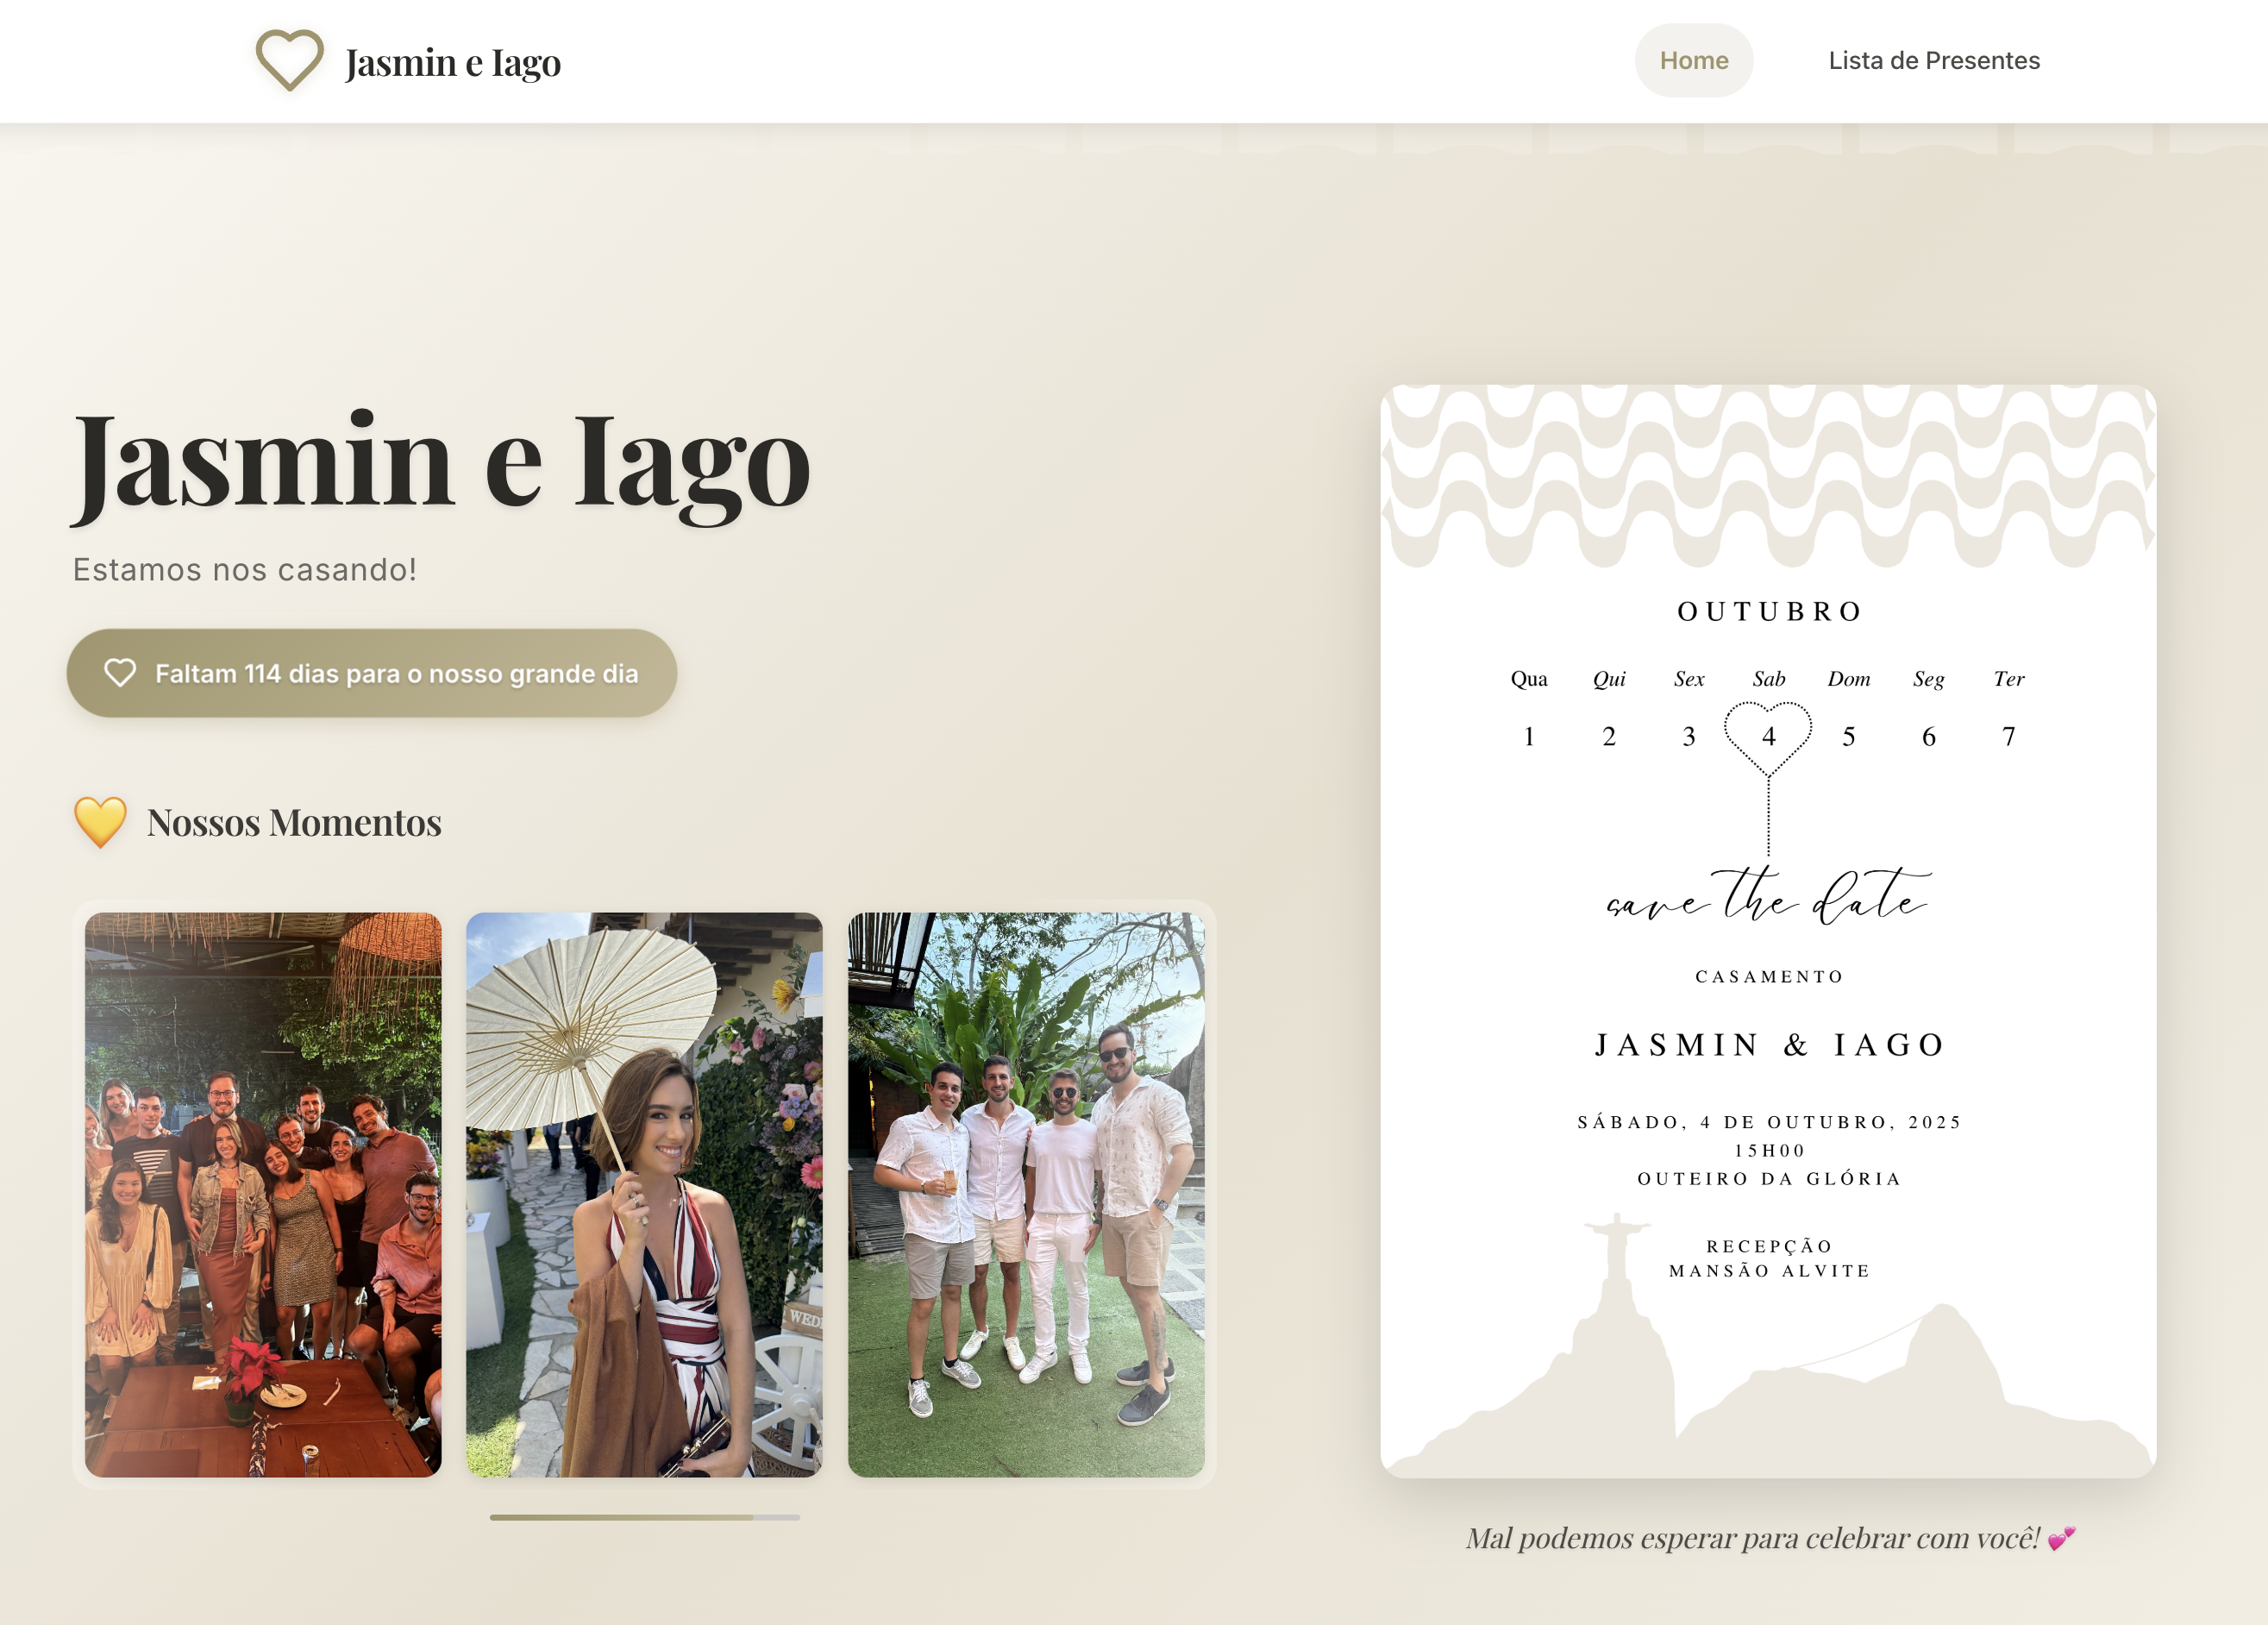 Jasmin e Iago
Home
Lista de Presentes
Jasmin e Iago
Estamos nos casando!
Faltam 114 dias para o nosso grande dia
Nossos Momentos
WED
OUTUBRO
Qua Qui Sex Sab Dom Seg Ter
1 2 3 4 5 6 7
save the date
CASAMENTO
JASMIN & IAGO
SÁBADO, 4 DE OUTUBRO, 2025
15H00
OUTEIRO DA GLÓRIA
RECEPÇÃO
MANSÃO ALVITE
Mal podemos esperar para celebrar com você! 💕